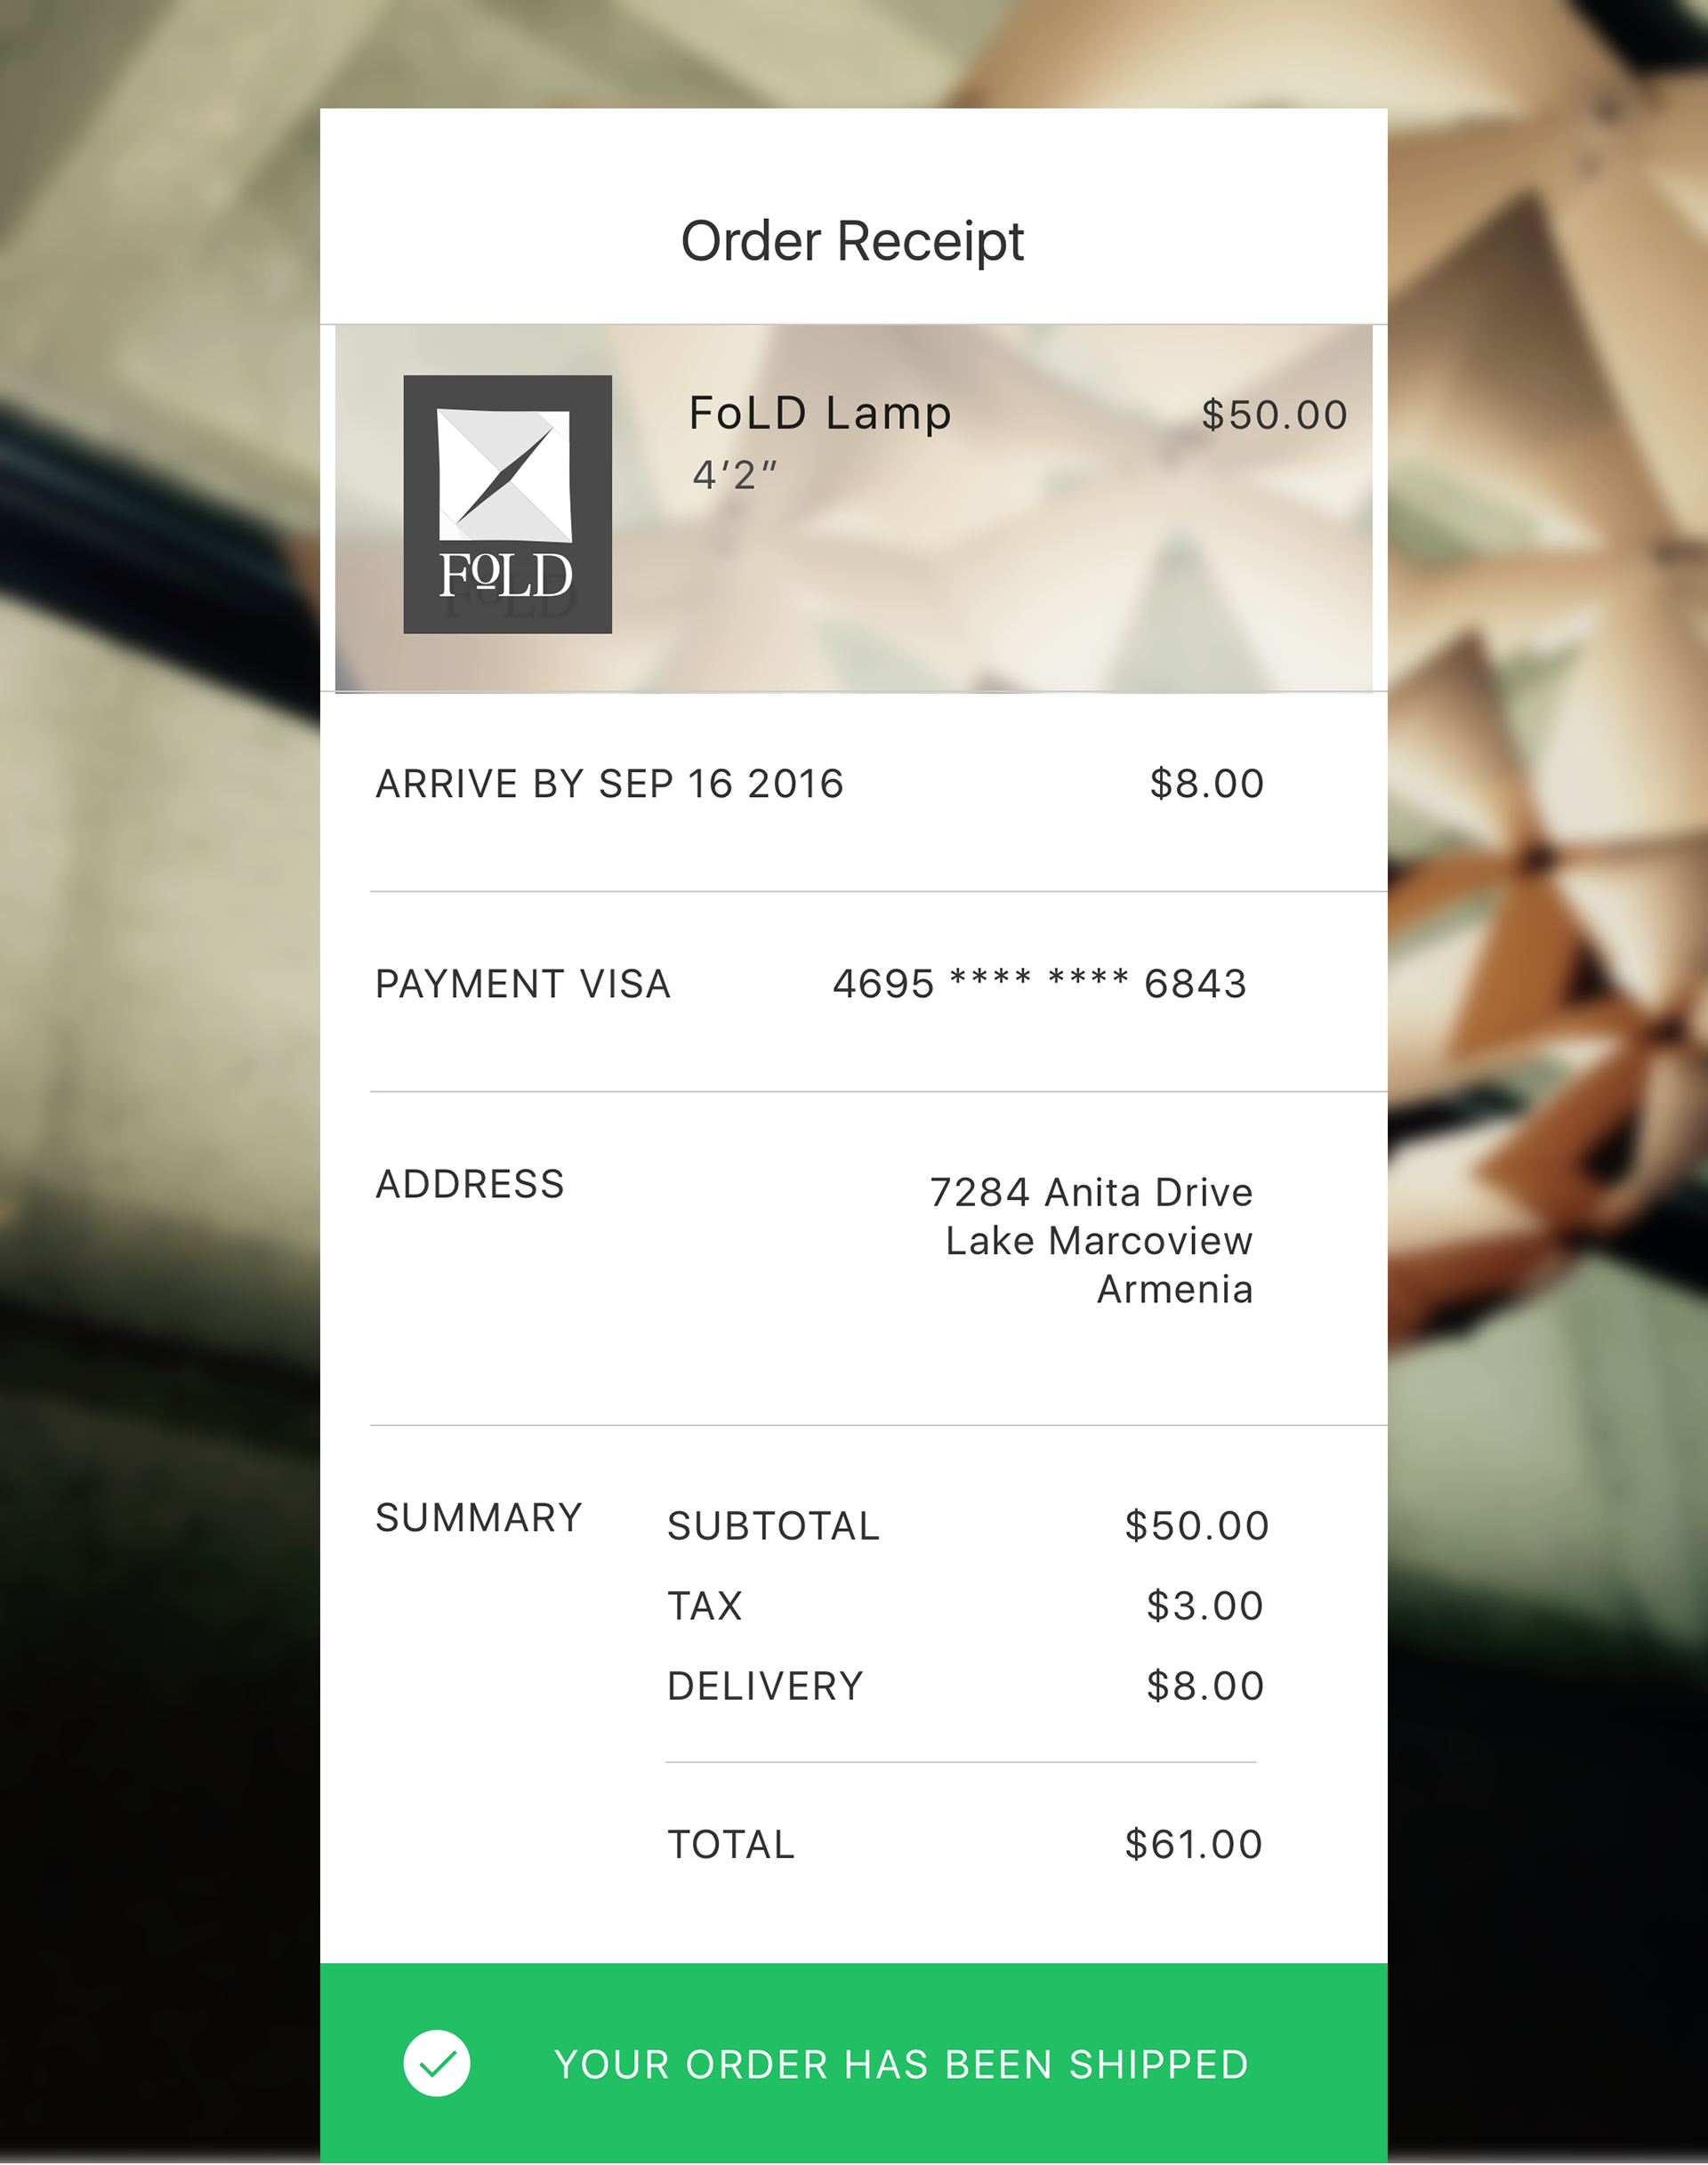 Order Receipt
FoLD
FoLD Lamp $50.00
4'2"
ARRIVE BY SEP 16 2016 $8.00
PAYMENT VISA 4695 **** **** 6843
ADDRESS 7284 Anita Drive
Lake Marcoview
Armenia
SUMMARY SUBTOTAL $50.00
TAX $3.00
DELIVERY $8.00
TOTAL $61.00
YOUR ORDER HAS BEEN SHIPPED